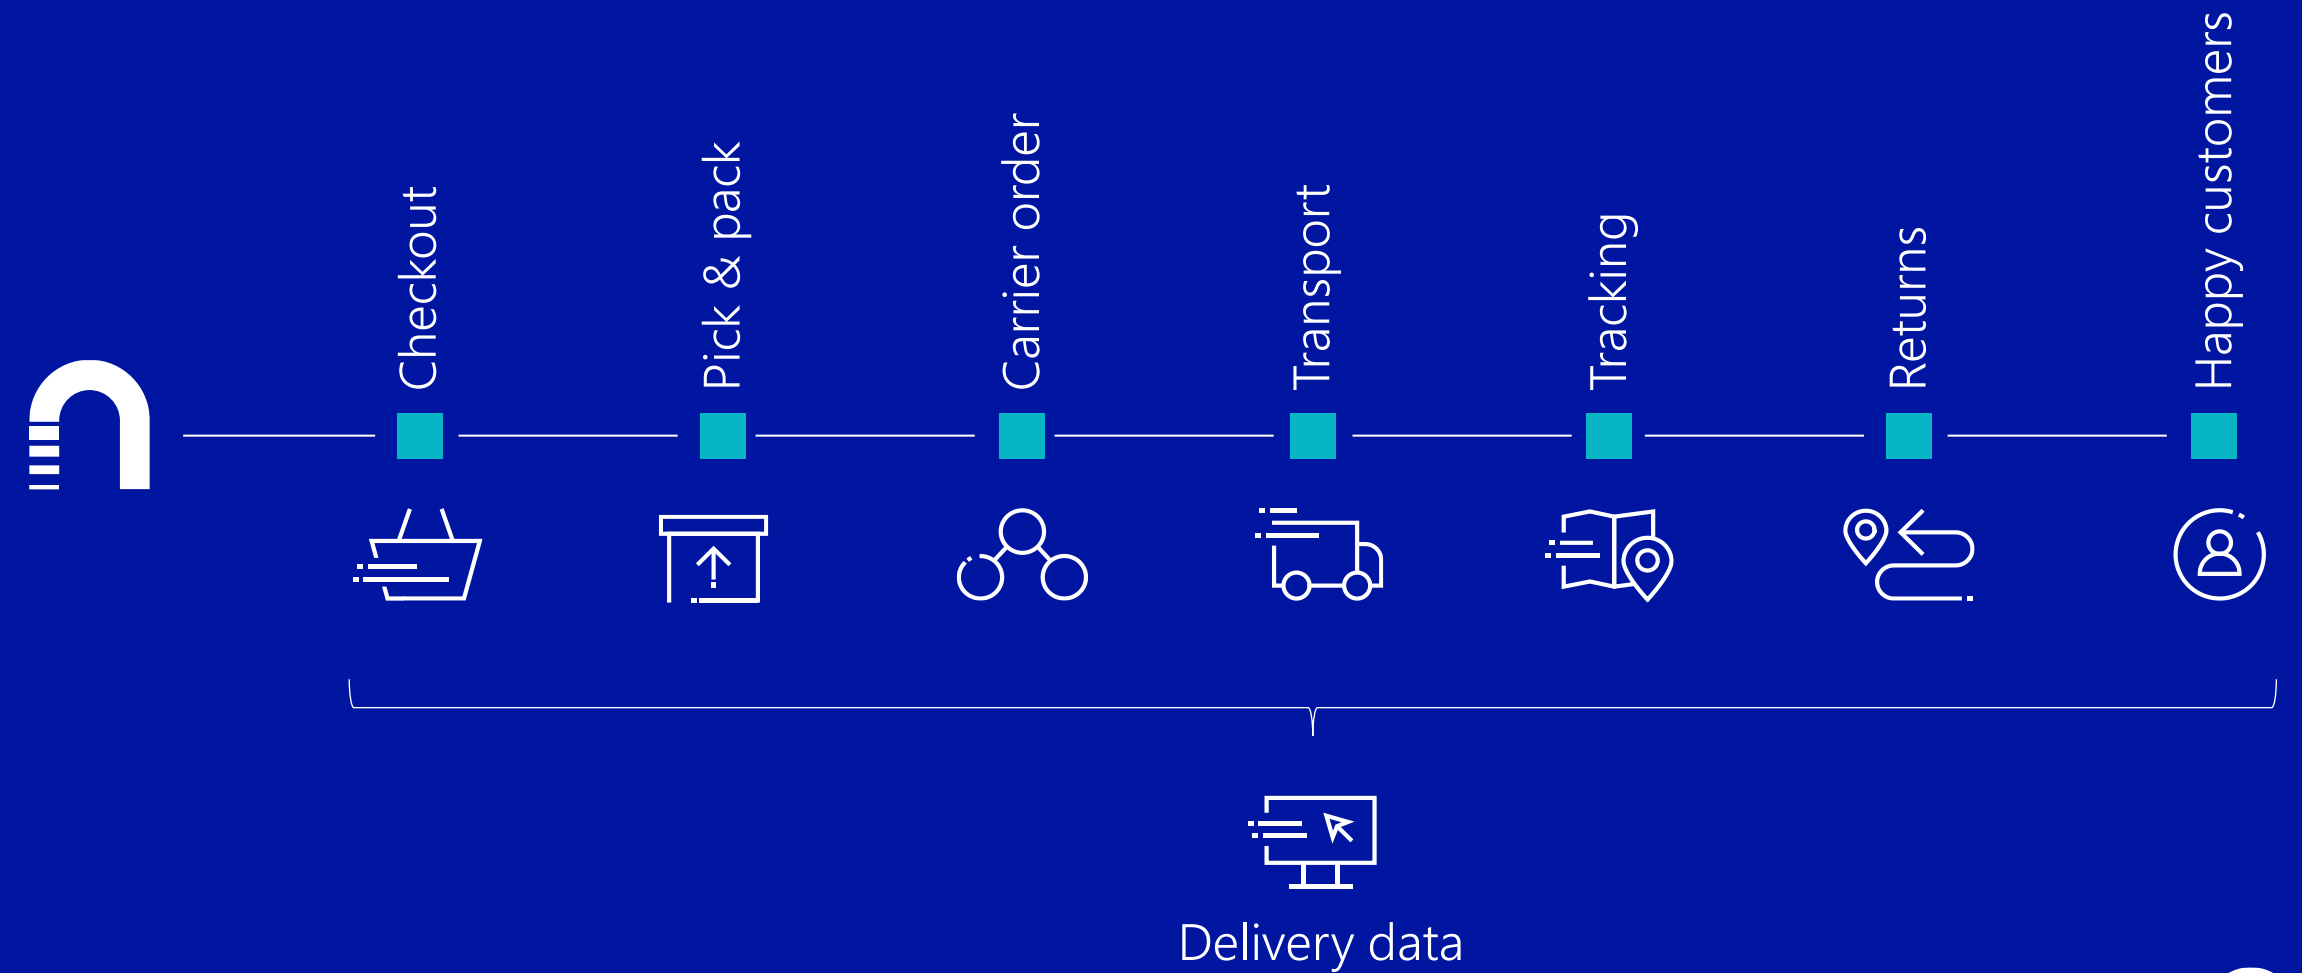 Checkout
Pick & pack
Carrier order
Transport
Tracking
Returns
Happy customers
Delivery data